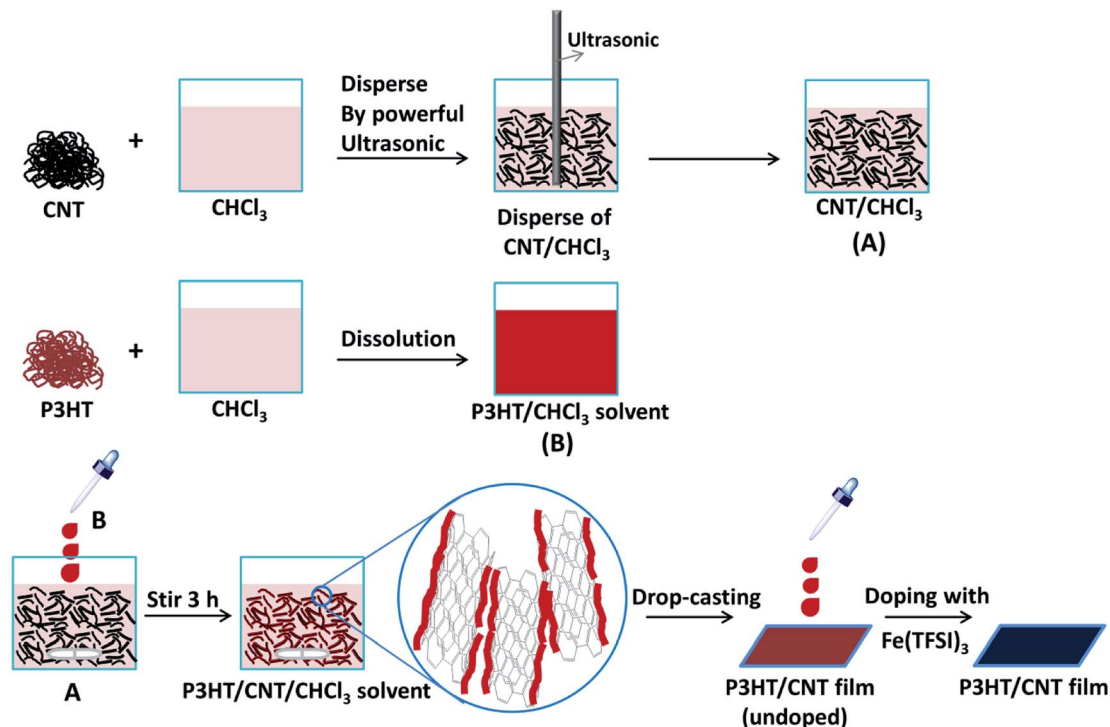 Ultrasonic
Disperse
By powerful
Ultrasonic
+
CNT
CHCl₃
Disperse of
CNT/CHCl₃
CNT/CHCl₃
(A)
Dissolution
+
P3HT
CHCl₃
P3HT/CHCl₃ solvent
(B)
B
Stir 3 h
A
P3HT/CNT/CHCl₃ solvent
Drop-casting
Doping with
Fe(TFSI)₃
P3HT/CNT film
(undoped)
P3HT/CNT film